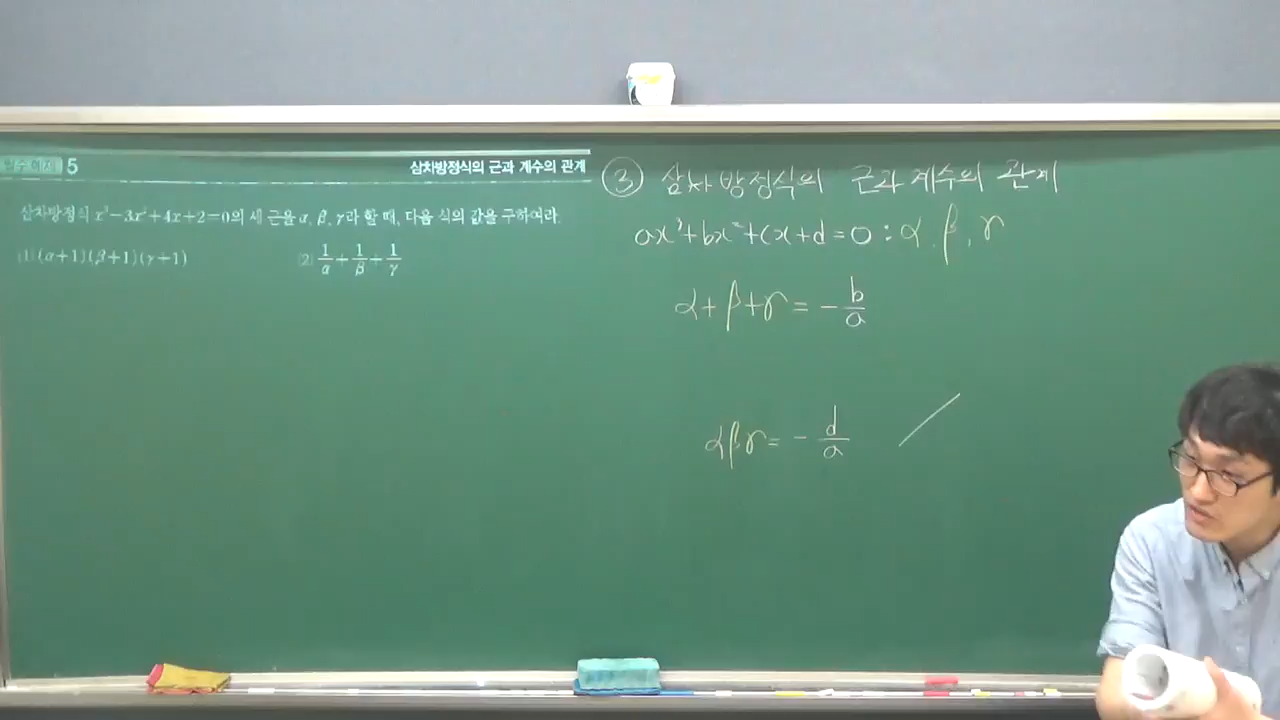 필수 예제 5
삼차방정식의 근과 계수의 관계
삼차방정식 x³-3x²+4x+2=0의 세 근을 α, β, γ라 할 때, 다음 식의 값을 구하여라.
(1) (α+1)(β+1)(γ+1)
(2) 1/α+1/β+1/γ
③ 삼차방정식의 근과 계수의 관계
ax³+bx²+cx+d=0 : α, β, γ
α+β+γ=-b/a
αβγ=-d/a